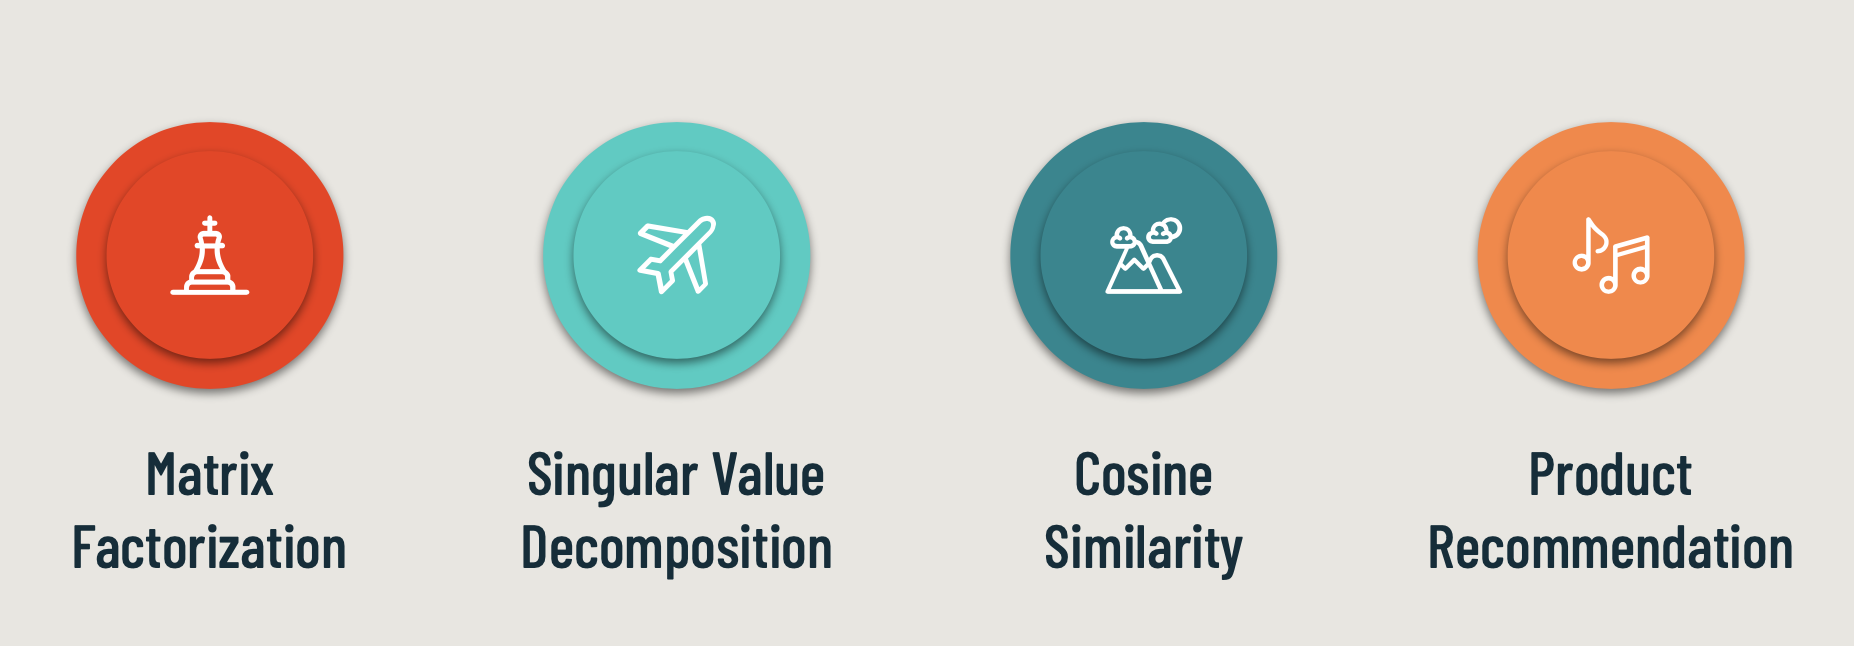 Matrix
Factorization
Singular Value
Decomposition
Cosine
Similarity
Product
Recommendation